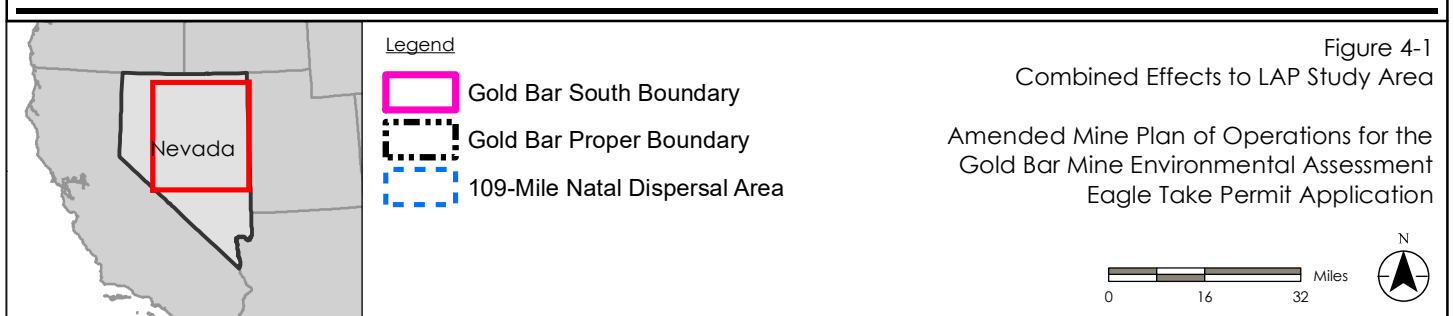 Nevada
Legend
Gold Bar South Boundary
Gold Bar Proper Boundary
109-Mile Natal Dispersal Area
Figure 4-1
Combined Effects to LAP Study Area
Amended Mine Plan of Operations for the
Gold Bar Mine Environmental Assessment
Eagle Take Permit Application
N
Miles
0 16 32